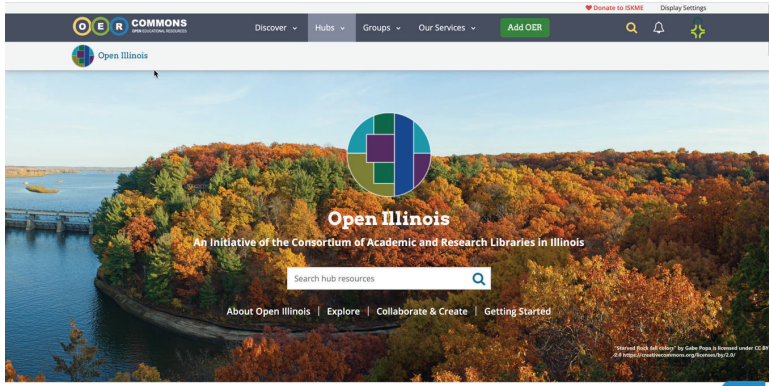 Donate to ISKME Display Settings
OER COMMONS
OPEN EDUCATIONAL RESOURCES
Discover Hubs Groups Our Services Add OER
Open Illinois
Open Illinois
An Initiative of the Consortium of Academic and Research Libraries in Illinois
Search hub resources
About Open Illinois | Explore | Collaborate & Create | Getting Started
"Starved Rock fall colors" by Gabe Popa is licensed under CC BY
2.0 https://creativecommons.org/licenses/by/2.0/